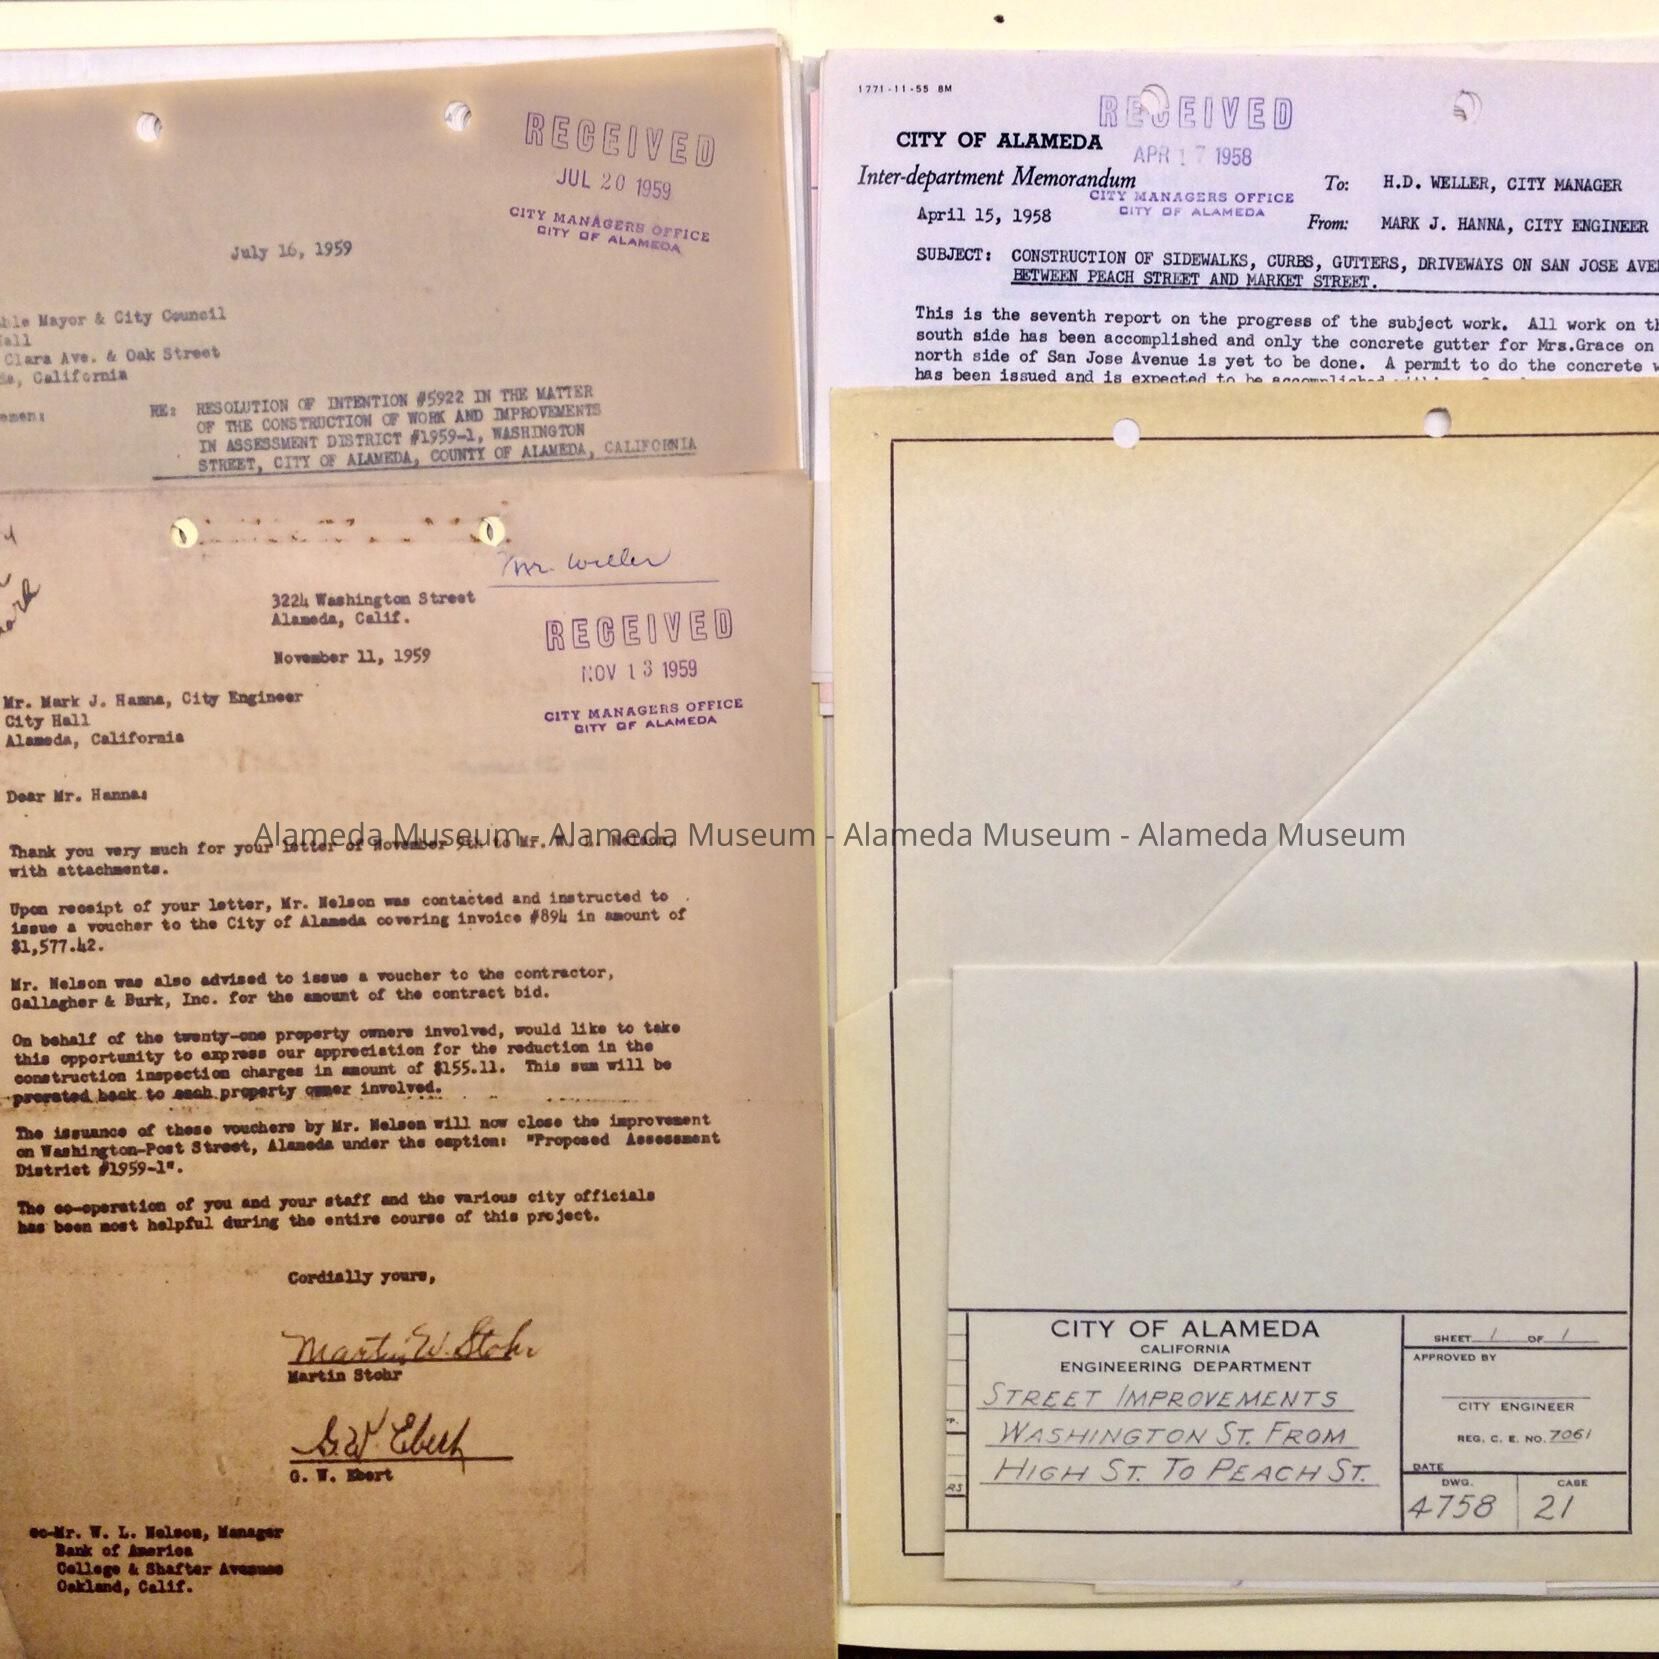 RECEIVED
JUL 20 1959
CITY MANAGERS OFFICE
CITY OF ALAMEDA
July 16, 1959
Mayor & City Council
Clara Ave. & Oak Street
California
RE: RESOLUTION OF INTENTION #5922 IN THE MATTER
OF THE CONSTRUCTION OF WORK AND IMPROVEMENTS
IN ASSESSMENT DISTRICT #1959-1, WASHINGTON
STREET, CITY OF ALAMEDA, COUNTY OF ALAMEDA, CALIFORNIA
Mr. Weller
3224 Washington Street
Alameda, Calif.
November 11, 1959
RECEIVED
NOV 13 1959
CITY MANAGERS OFFICE
CITY OF ALAMEDA
Mr. Mark J. Hanna, City Engineer
City Hall
Alameda, California
Dear Mr. Hanna:
Thank you very much for your letter of November 9th to Mr. W. L. Nelson,
with attachments.
Upon receipt of your letter, Mr. Nelson was contacted and instructed to
issue a voucher to the City of Alameda covering invoice #894 in amount of
$1,577.42.
Mr. Nelson was also advised to issue a voucher to the contractor,
Gallagher & Burk, Inc. for the amount of the contract bid.
On behalf of the twenty-one property owners involved, would like to take
this opportunity to express our appreciation for the reduction in the
construction inspection charges in amount of $155.11. This sum will be
prorated back to each property owner involved.
The issuance of these vouchers by Mr. Nelson will now close the improvement
on Washington-Post Street, Alameda under the caption: "Proposed Assessment
District #1959-1".
The co-operation of you and your staff and the various city officials
has been most helpful during the entire course of this project.
Cordially yours,
Martin W. Stohr
Martin Stohr
G. W. Ebert
G. W. Ebert
cc-Mr. W. L. Nelson, Manager
Bank of America
College & Shafter Avenues
Oakland, Calif.
1771-11-55 8M
RECEIVED
APR 17 1958
CITY MANAGERS OFFICE
CITY OF ALAMEDA
CITY OF ALAMEDA
Inter-department Memorandum
April 15, 1958
To: H.D. WELLER, CITY MANAGER
From: MARK J. HANNA, CITY ENGINEER
SUBJECT: CONSTRUCTION OF SIDEWALKS, CURBS, GUTTERS, DRIVEWAYS ON SAN JOSE AVE
BETWEEN PEACH STREET AND MARKET STREET.
This is the seventh report on the progress of the subject work. All work on th
south side has been accomplished and only the concrete gutter for Mrs.Grace on
north side of San Jose Avenue is yet to be done. A permit to do the concrete w
has been issued and is expected to be accomplished
CITY OF ALAMEDA
CALIFORNIA
ENGINEERING DEPARTMENT
STREET IMPROVEMENTS
WASHINGTON ST. FROM
HIGH ST. TO PEACH ST.
SHEET 1 OF 1
APPROVED BY
CITY ENGINEER
REG. C. E. NO. 7061
DATE
DWG. CASE
4758 21
Alameda Museum - Alameda Museum - Alameda Museum - Alameda Museum